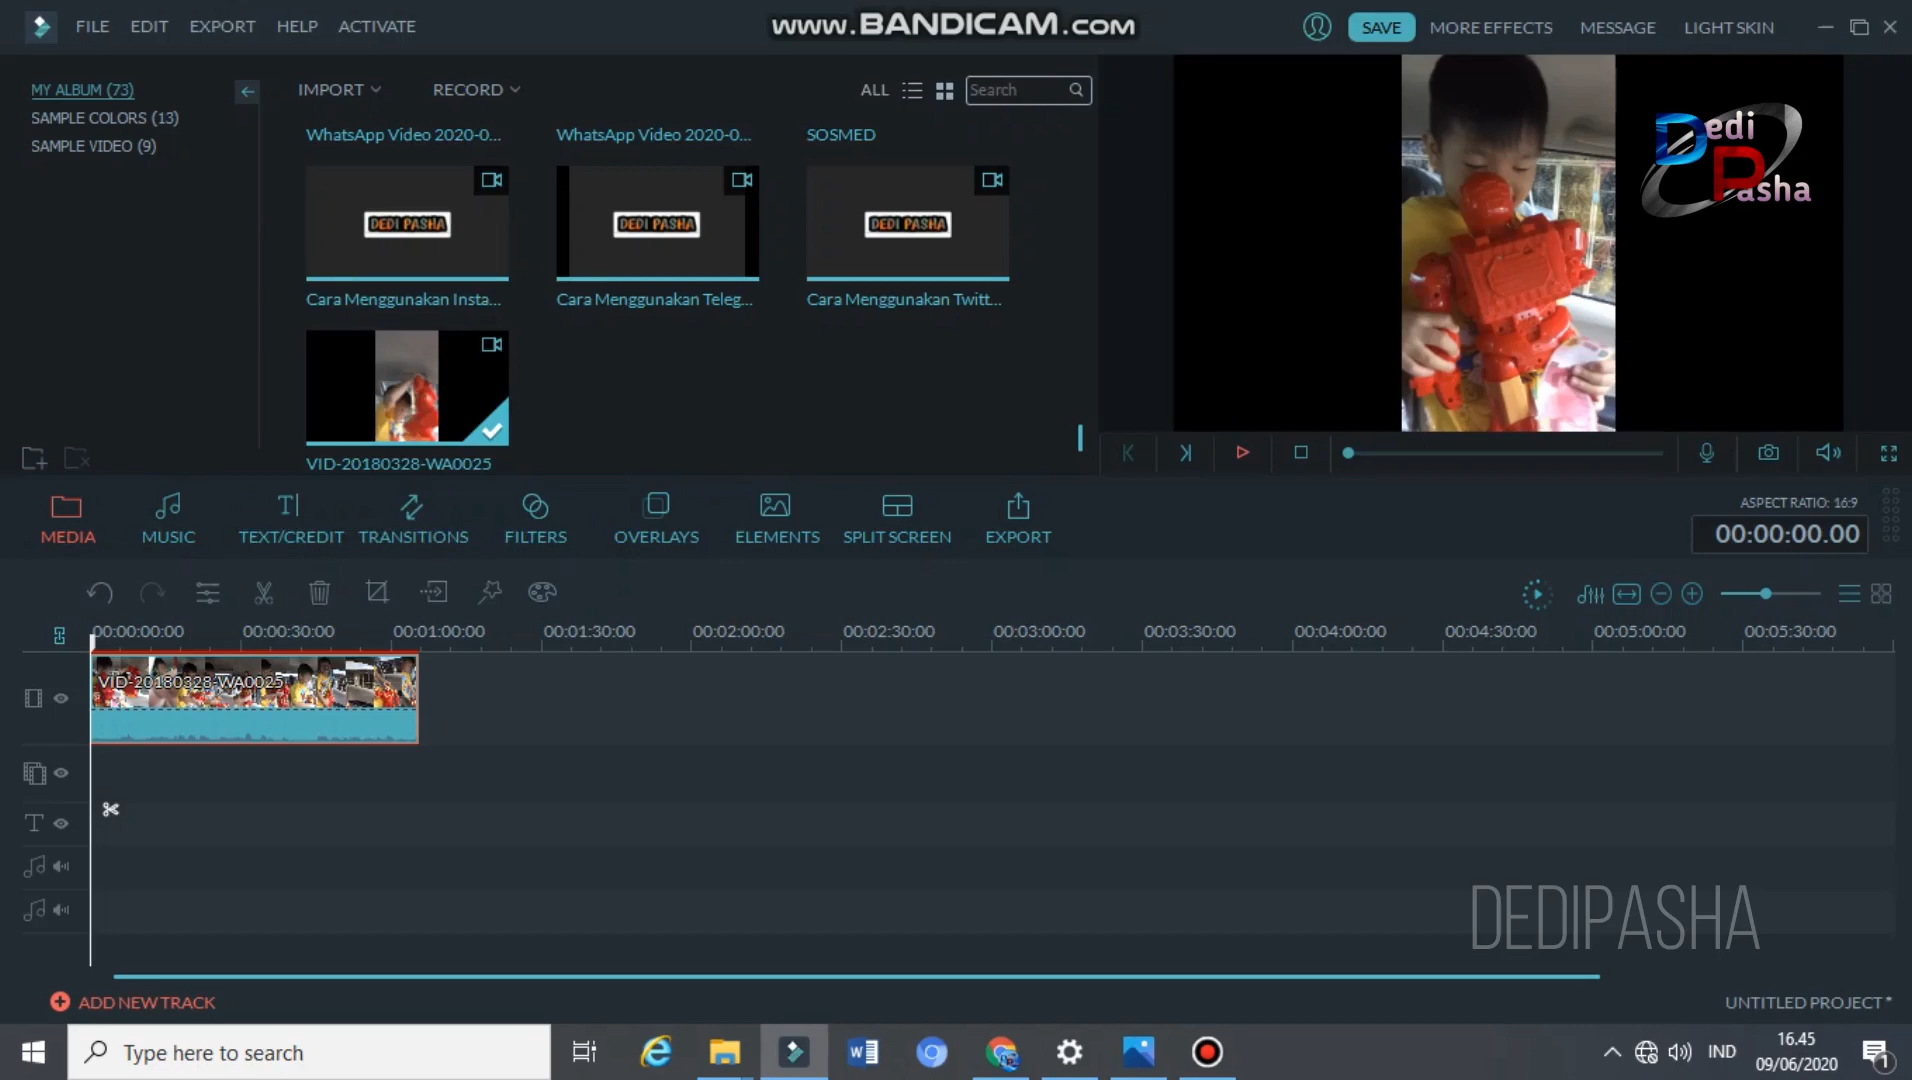 FILE EDIT EXPORT HELP ACTIVATE
www.BANDICAM.com
SAVE MORE EFFECTS MESSAGE LIGHT SKIN
MY ALBUM (73)
SAMPLE COLORS (13)
SAMPLE VIDEO (9)
IMPORT RECORD ALL Search
WhatsApp Video 2020-0... WhatsApp Video 2020-0... SOSMED
DEDI PASHA DEDI PASHA DEDI PASHA
Cara Menggunakan Insta... Cara Menggunakan Teleg... Cara Menggunakan Twitt...
VID-20180328-WA0025
Dedi
Pasha
MEDIA MUSIC TEXT/CREDIT TRANSITIONS FILTERS OVERLAYS ELEMENTS SPLIT SCREEN EXPORT
ASPECT RATIO: 16:9
00:00:00.00
00:00:00:00 00:00:30:00 00:01:00:00 00:01:30:00 00:02:00:00 00:02:30:00 00:03:00:00 00:03:30:00 00:04:00:00 00:04:30:00 00:05:00:00 00:05:30:00
VID-20180328-WA0025
DEDIPASHA
ADD NEW TRACK
UNTITLED PROJECT*
Type here to search
IND
16.45
09/06/2020
1